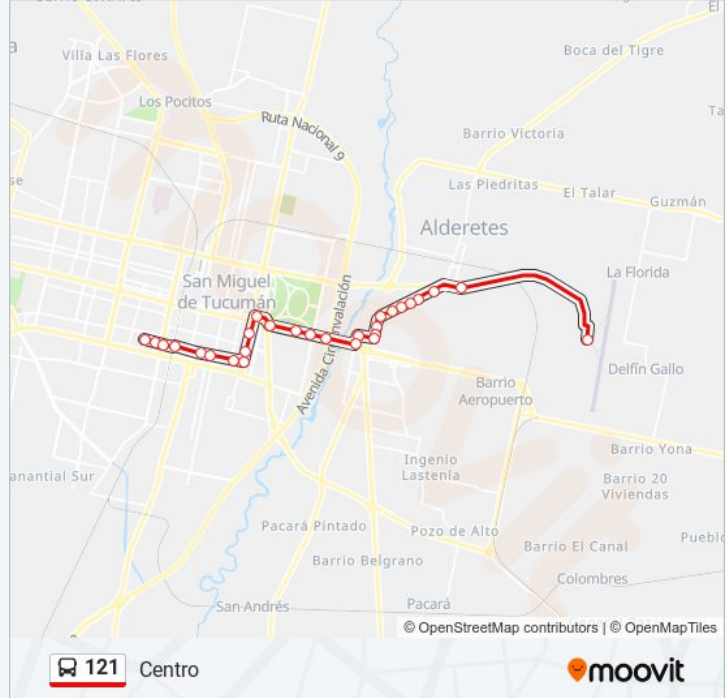 El
Villa Las Flores
Boca del Tigre
Los Pocitos
Ta
Ruta Nacional 9
Barrio Victoria
se
Las Piedritas
El Talar
Guzmán
Alderetes
La Florida
San Miguel
de Tucumán
Avenida Circunvalación
Delfín Gallo
Barrio
Aeropuerto
Barrio Yona
Ingenio
Lastenia
anantial Sur
Barrio 20
Viviendas
Pacará Pintado
Pozo de Alto
Pueblo
Barrio El Canal
Barrio Belgrano
Colombres
San Andrés
Pacará
© OpenStreetMap contributors | © OpenMapTiles
121 Centro
moovit